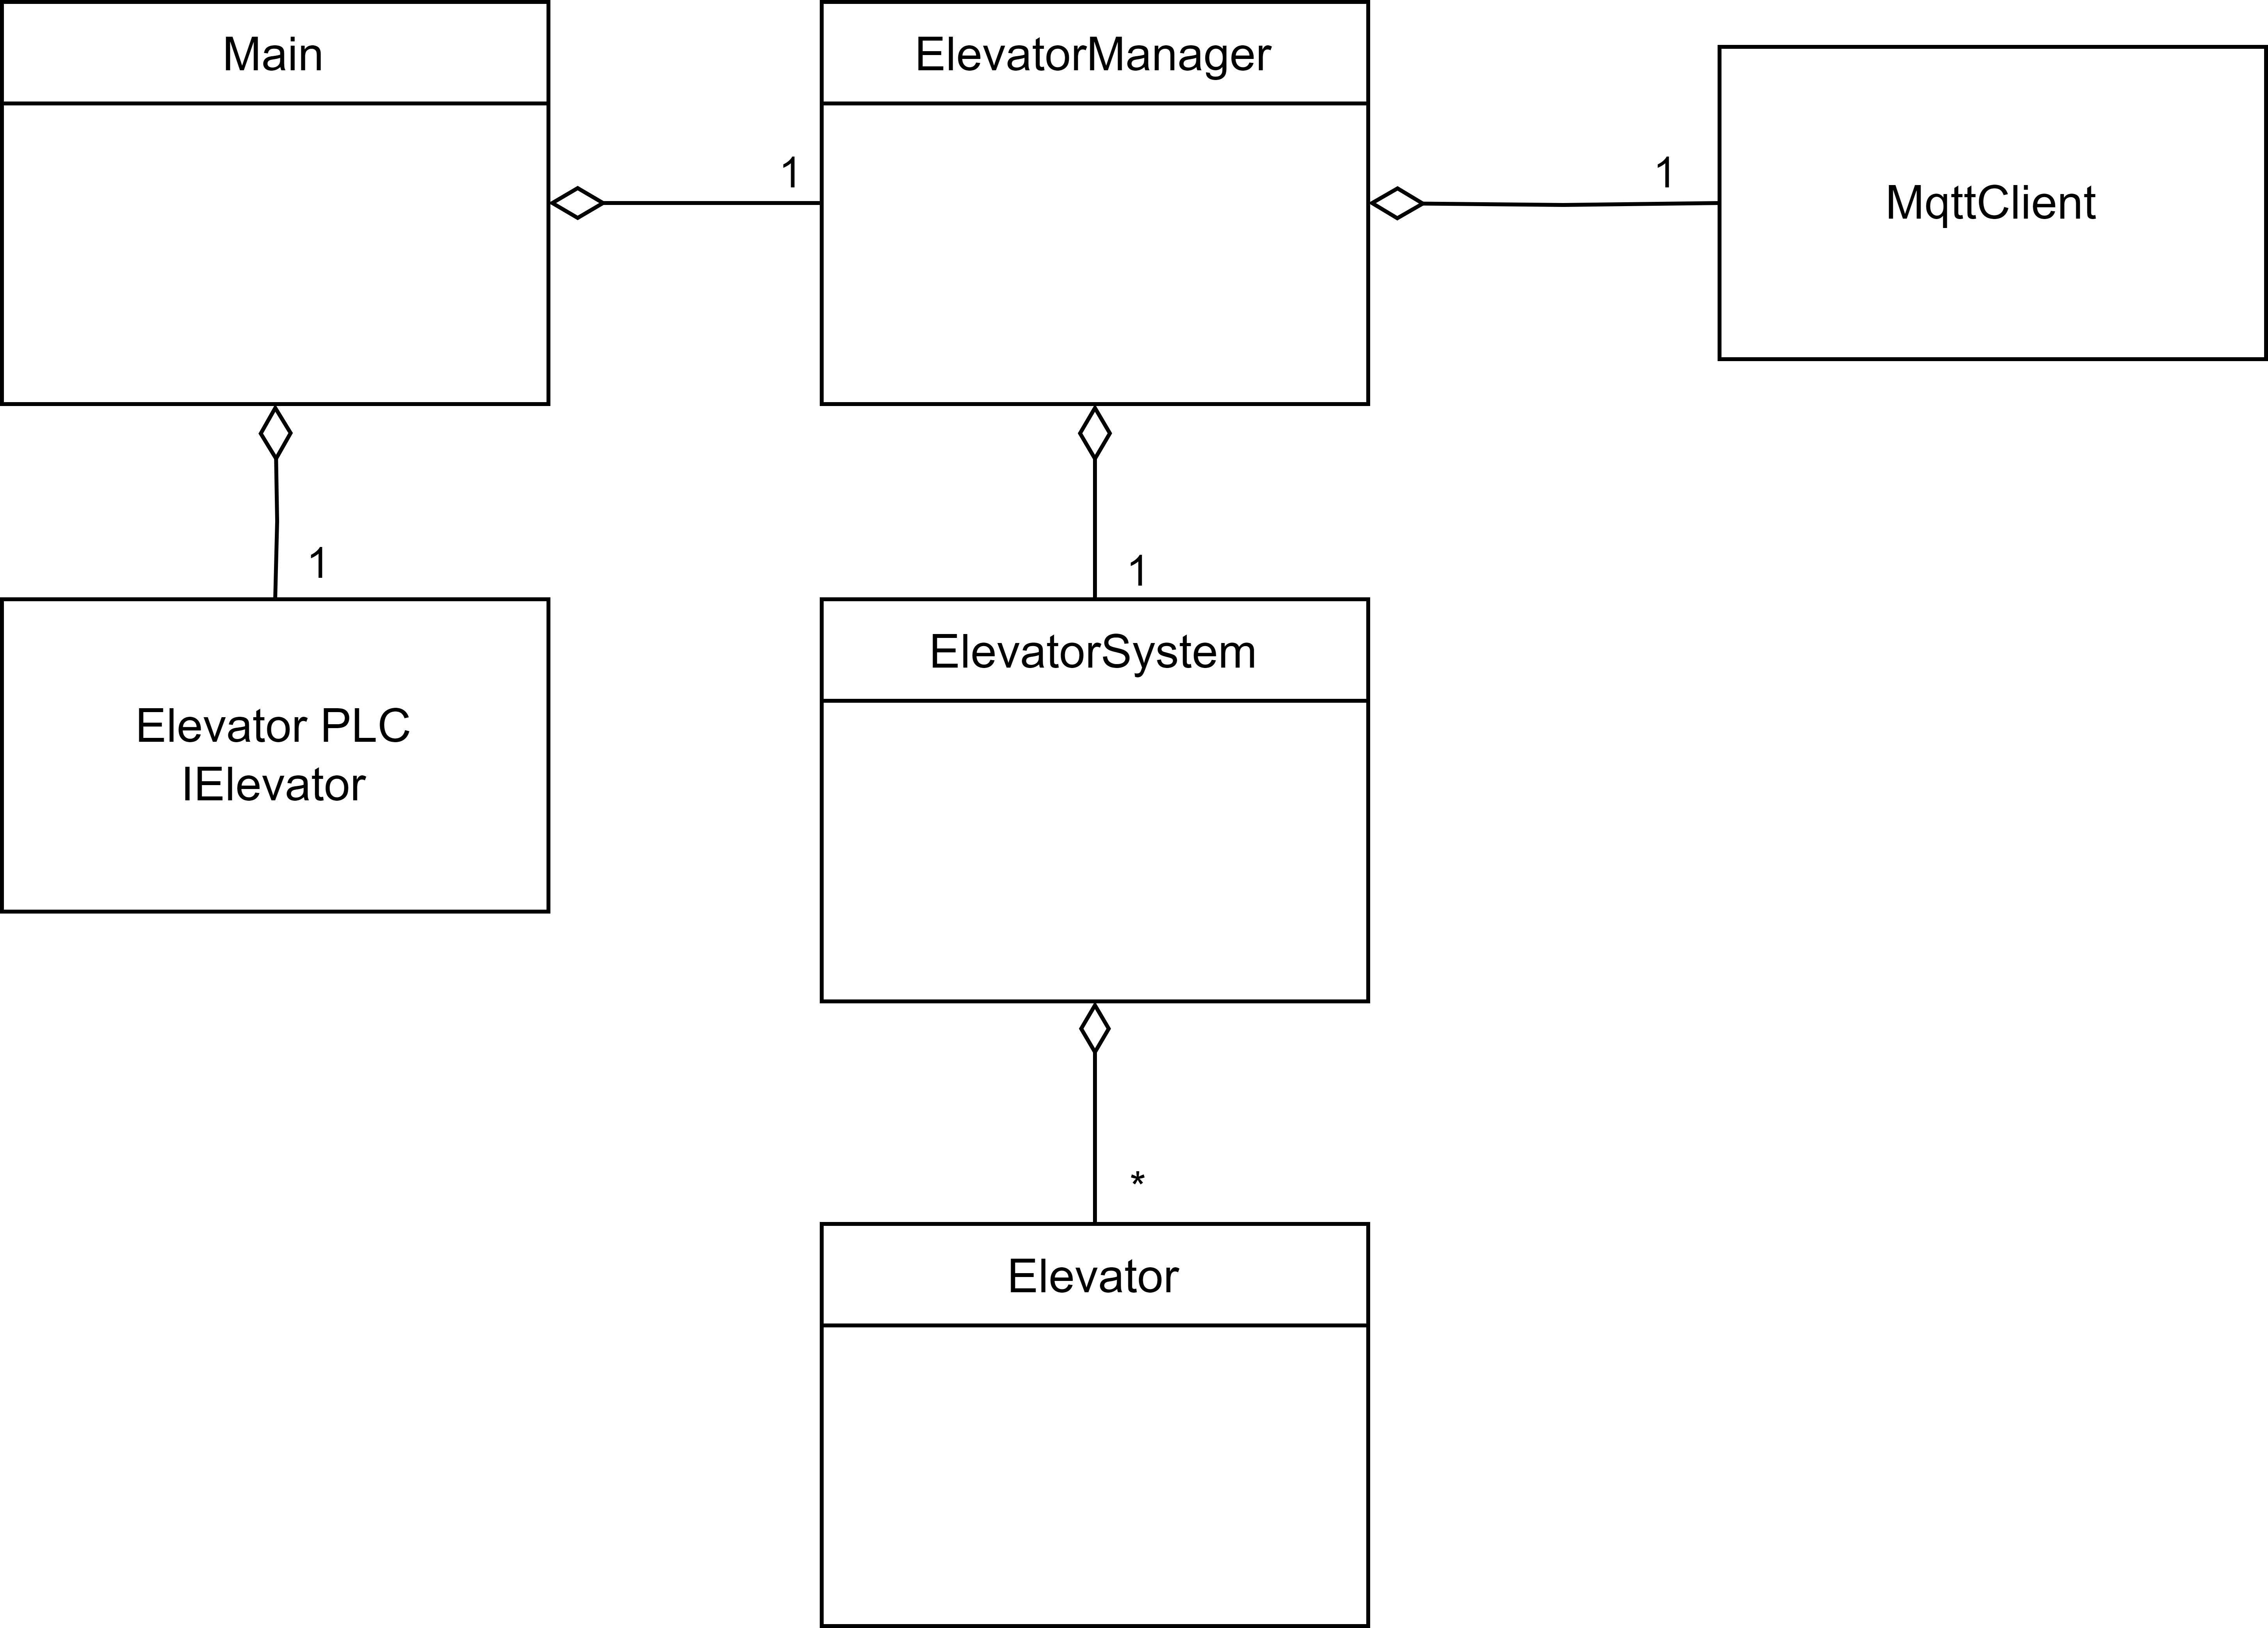 Main
ElevatorManager
MqttClient
1
1
1
1
Elevator PLC
IElevator
ElevatorSystem
*
Elevator